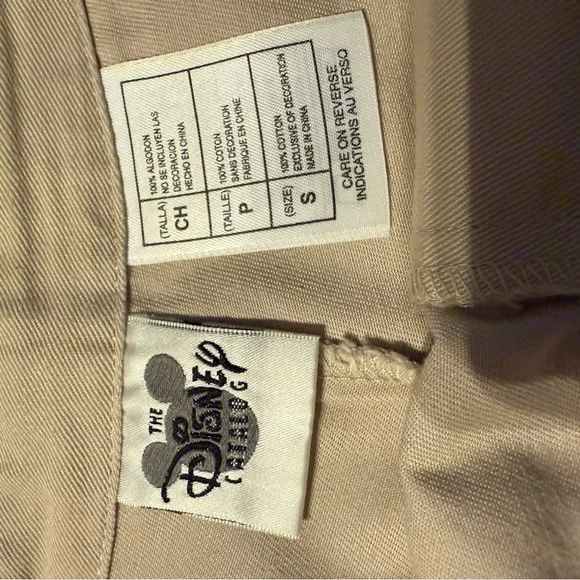 (TALLA)
CH
100% ALGODON
NO SE INCLUYEN LAS
DECORACION
HECHO EN CHINA
(TAILLE)
P
100% COTON
SANS DECORATION
FABRIQUE EN CHINE
(SIZE)
S
100% COTTON
EXCLUSIVE OF DECORATION
MADE IN CHINA
CARE ON REVERSE
INDICATIONS AU VERSO
THE
DISNEY
CATALOG